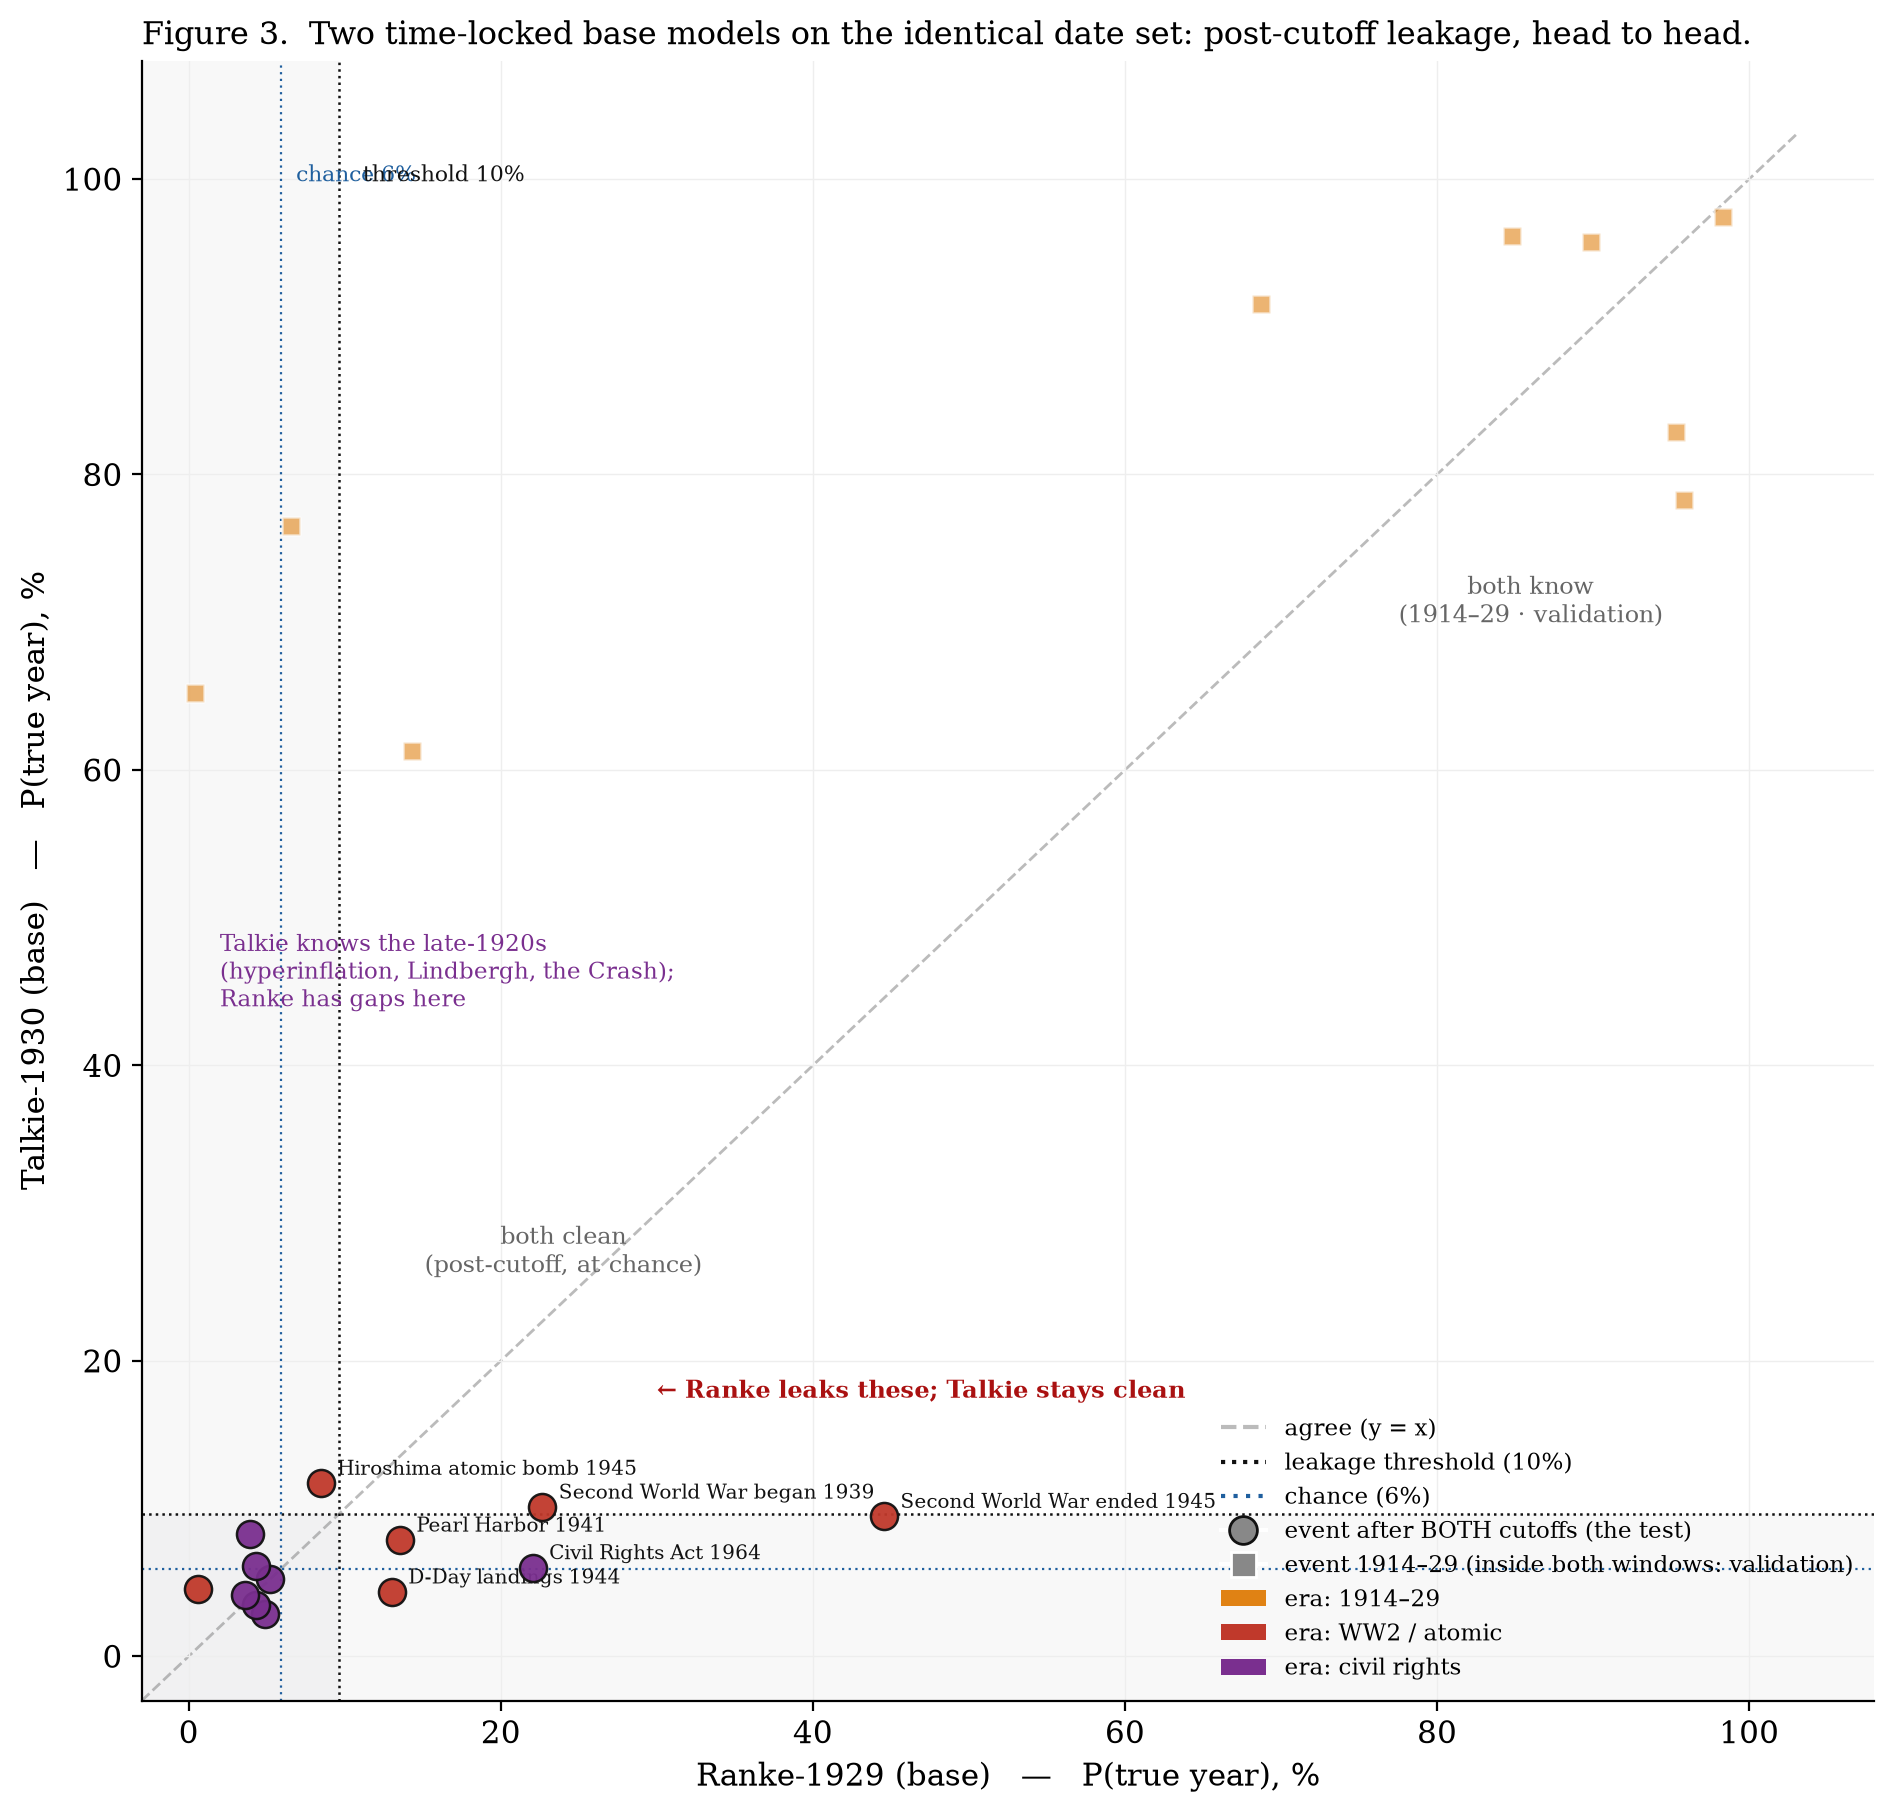 Figure 3.  Two time-locked base models on the identical date set: post-cutoff leakage, head to head.
Talkie-1930 (base)  —  P(true year), %
100
80
60
40
20
0
chance 6%
threshold 10%
both know
(1914–29 · validation)
Talkie knows the late-1920s
(hyperinflation, Lindbergh, the Crash);
Ranke has gaps here
both clean
(post-cutoff, at chance)
← Ranke leaks these; Talkie stays clean
Hiroshima atomic bomb 1945
Second World War began 1939
Second World War ended 1945
Pearl Harbor 1941
Civil Rights Act 1964
D-Day landings 1944
agree (y = x)
leakage threshold (10%)
chance (6%)
event after BOTH cutoffs (the test)
event 1914–29 (inside both windows: validation)
era: 1914–29
era: WW2 / atomic
era: civil rights
0
20
40
60
80
100
Ranke-1929 (base)  —  P(true year), %